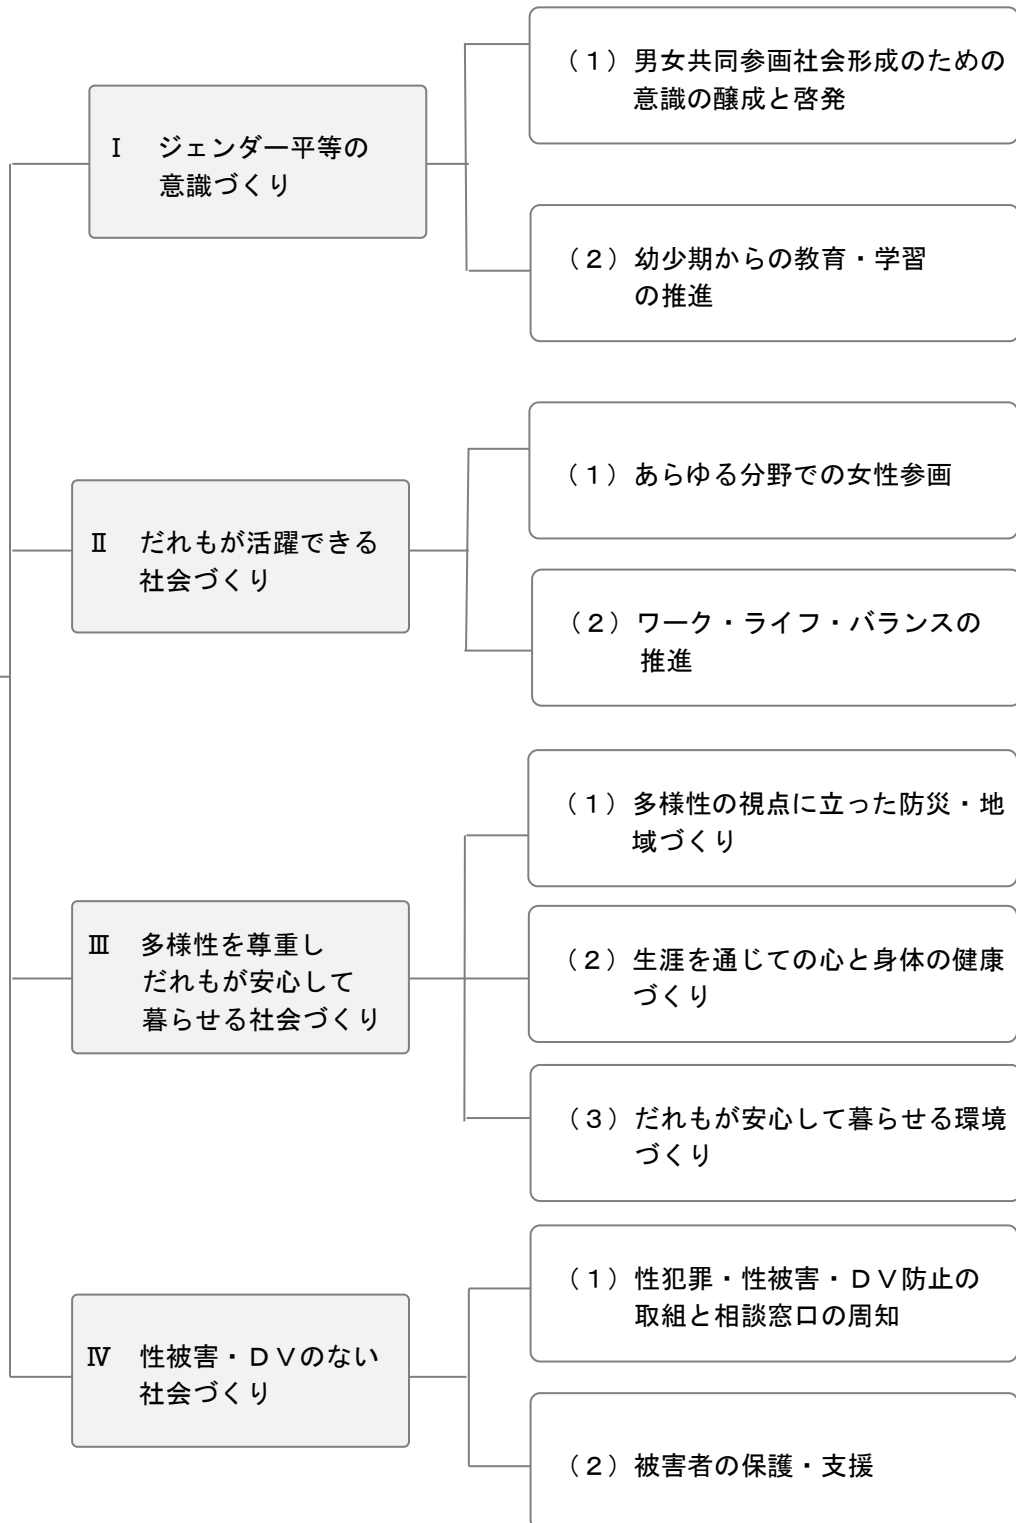 Ⅰ ジェンダー平等の
意識づくり
（１）男女共同参画社会形成のための
意識の醸成と啓発
（２）幼少期からの教育・学習
の推進
Ⅱ だれもが活躍できる
社会づくり
（１）あらゆる分野での女性参画
（２）ワーク・ライフ・バランスの
推進
Ⅲ 多様性を尊重し
だれもが安心して
暮らせる社会づくり
（１）多様性の視点に立った防災・地
域づくり
（２）生涯を通じての心と身体の健康
づくり
（３）だれもが安心して暮らせる環境
づくり
Ⅳ 性被害・ＤＶのない
社会づくり
（１）性犯罪・性被害・ＤＶ防止の
取組と相談窓口の周知
（２）被害者の保護・支援